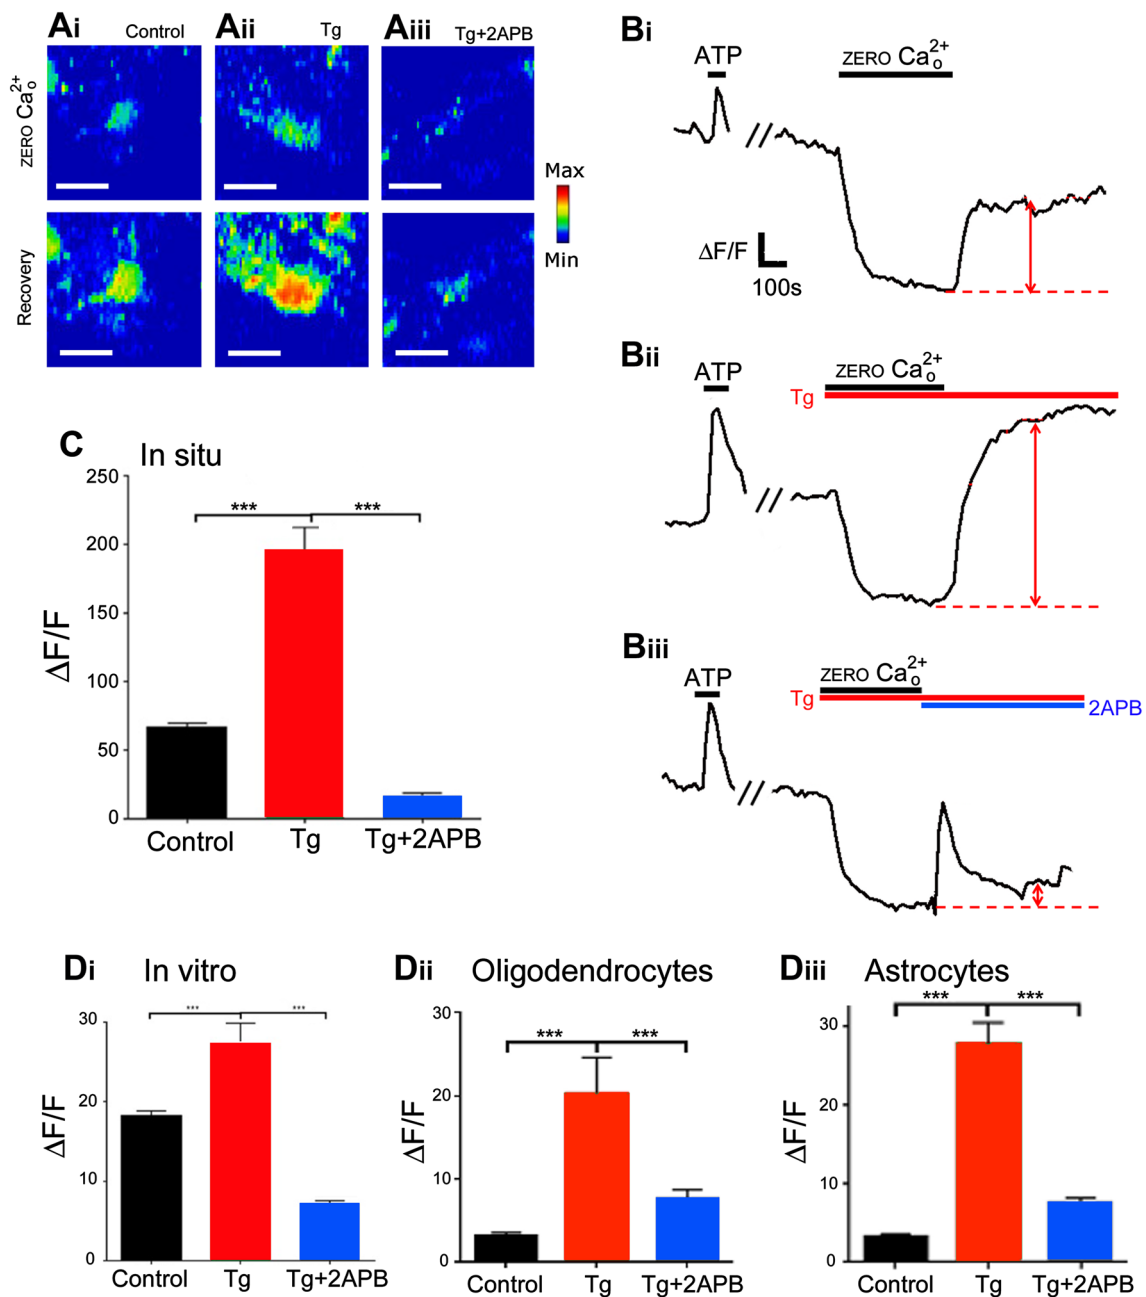 Ai Control
Aii Tg
Aiii Tg+2APB
ZERO Ca²⁺ₒ
Recovery
Max
Min
Bi
ATP
ZERO Ca²⁺ₒ
ΔF/F
100s
Bii
ATP
ZERO Ca²⁺ₒ
Tg
Biii
ATP
ZERO Ca²⁺ₒ
Tg
2APB
C In situ
250
200
150
100
50
0
ΔF/F
*** ***
Control Tg Tg+2APB
Di In vitro
30
20
10
0
ΔF/F
*** ***
Control Tg Tg+2APB
Dii Oligodendrocytes
30
20
10
0
ΔF/F
*** ***
Control Tg Tg+2APB
Diii Astrocytes
30
20
10
0
ΔF/F
*** ***
Control Tg Tg+2APB